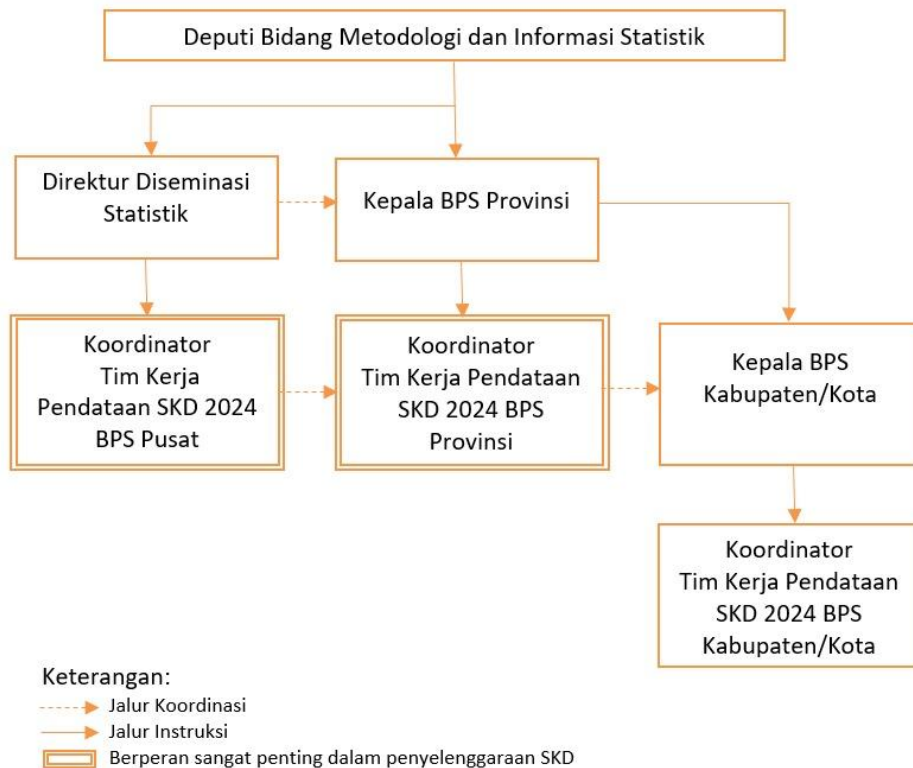 Deputi Bidang Metodologi dan Informasi Statistik
Direktur Diseminasi
Statistik
Kepala BPS Provinsi
Koordinator
Tim Kerja
Pendataan SKD 2024
BPS Pusat
Koordinator
Tim Kerja Pendataan
SKD 2024 BPS
Provinsi
Kepala BPS
Kabupaten/Kota
Koordinator
Tim Kerja Pendataan
SKD 2024 BPS
Kabupaten/Kota
Keterangan:
Jalur Koordinasi
Jalur Instruksi
Berperan sangat penting dalam penyelenggaraan SKD